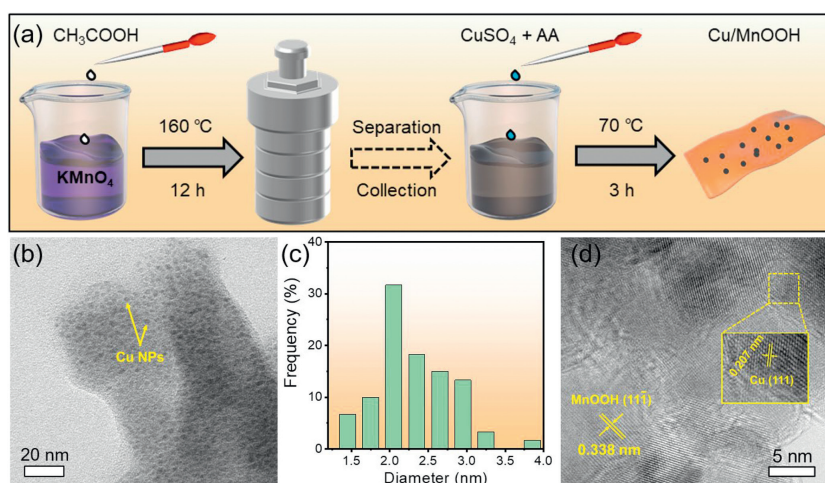 (a)
CH₃COOH
CuSO₄ + AA
Cu/MnOOH
160 ℃
Separation
70 ℃
KMnO₄
12 h
Collection
3 h
(b)
Cu NPs
20 nm
(c)
Frequency (%)
40
30
20
10
0
1.5 2.0 2.5 3.0 3.5 4.0
Diameter (nm)
(d)
0.207 nm
Cu (111)
MnOOH (111̄)
0.338 nm
5 nm